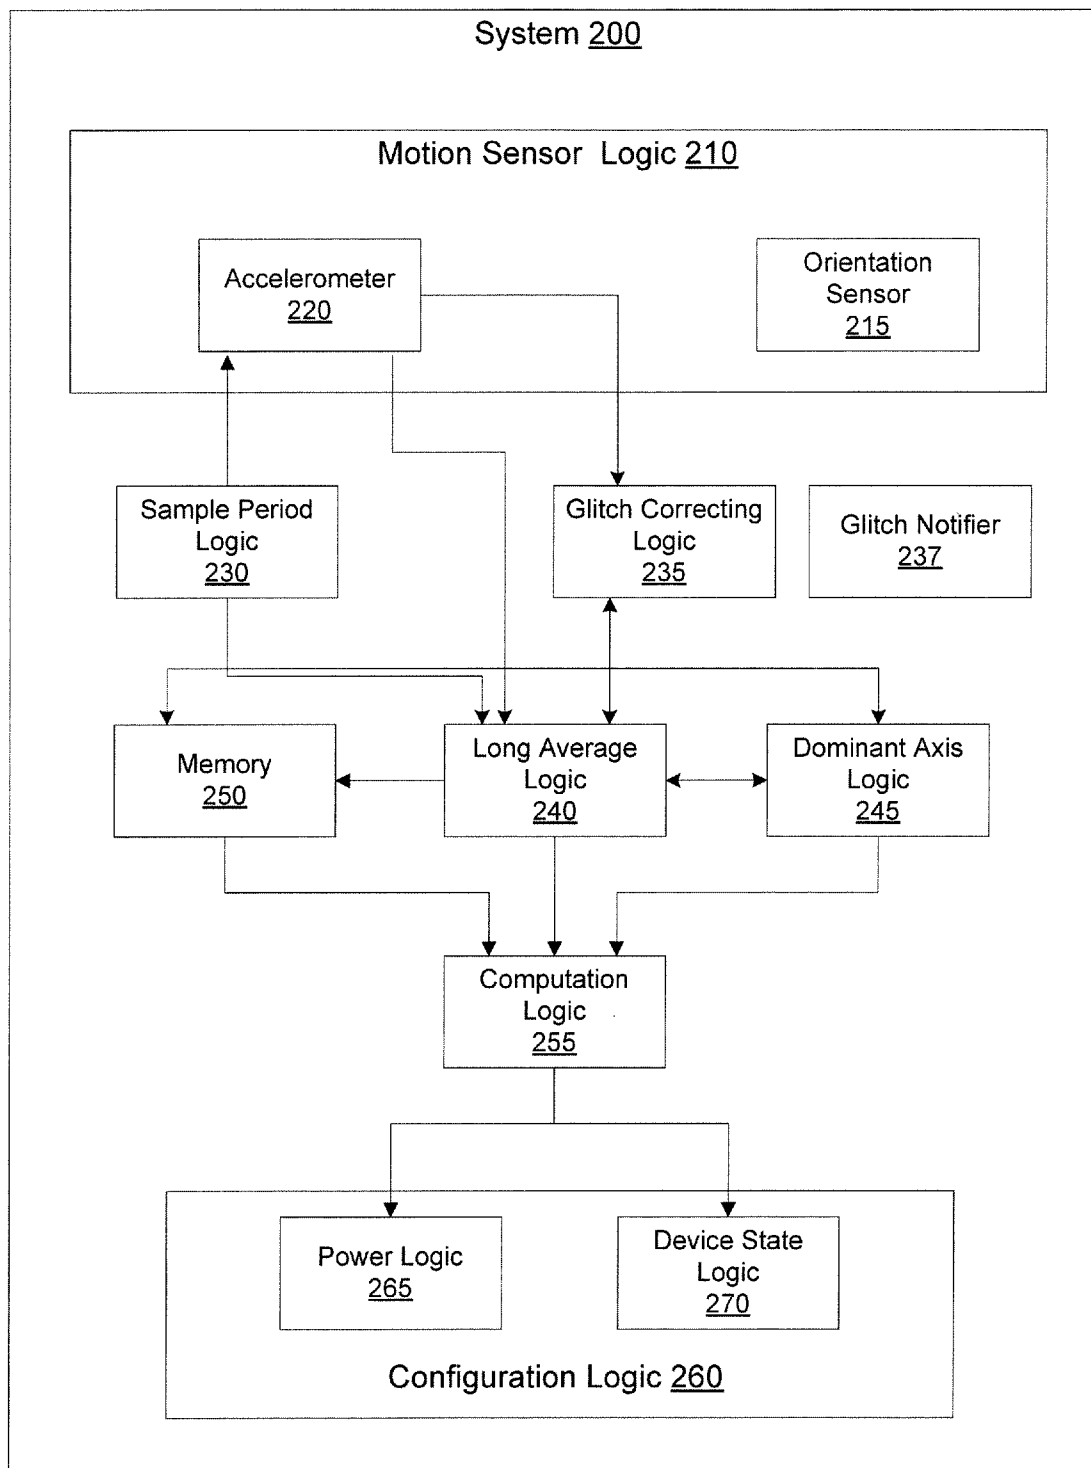 System 200
Motion Sensor Logic 210
Accelerometer
220
Orientation
Sensor
215
Sample Period
Logic
230
Glitch Correcting
Logic
235
Glitch Notifier
237
Memory
250
Long Average
Logic
240
Dominant Axis
Logic
245
Computation
Logic
255
Power Logic
265
Device State
Logic
270
Configuration Logic 260